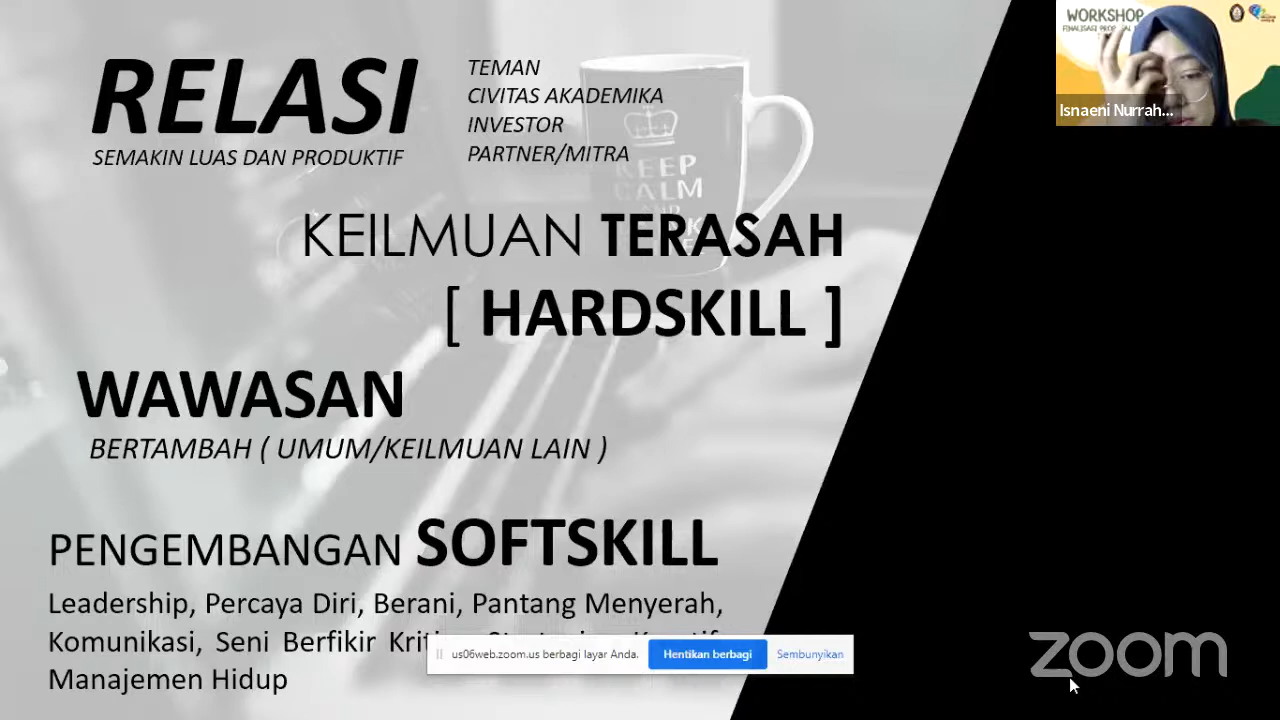 RELASI
SEMAKIN LUAS DAN PRODUKTIF
TEMAN
CIVITAS AKADEMIKA
INVESTOR
PARTNER/MITRA
KEEP
CALM
AND
KEILMUAN TERASAH
[ HARDSKILL ]
WAWASAN
BERTAMBAH ( UMUM/KEILMUAN LAIN )
PENGEMBANGAN SOFTSKILL
Leadership, Percaya Diri, Berani, Pantang Menyerah,
Komunikasi, Seni Berfikir
Manajemen Hidup
us06web.zoom.us berbagi layar Anda.
Hentikan berbagi
Sembunyikan
WORKSHOP
FINALISASI
Isnaeni Nurrah...
zoom